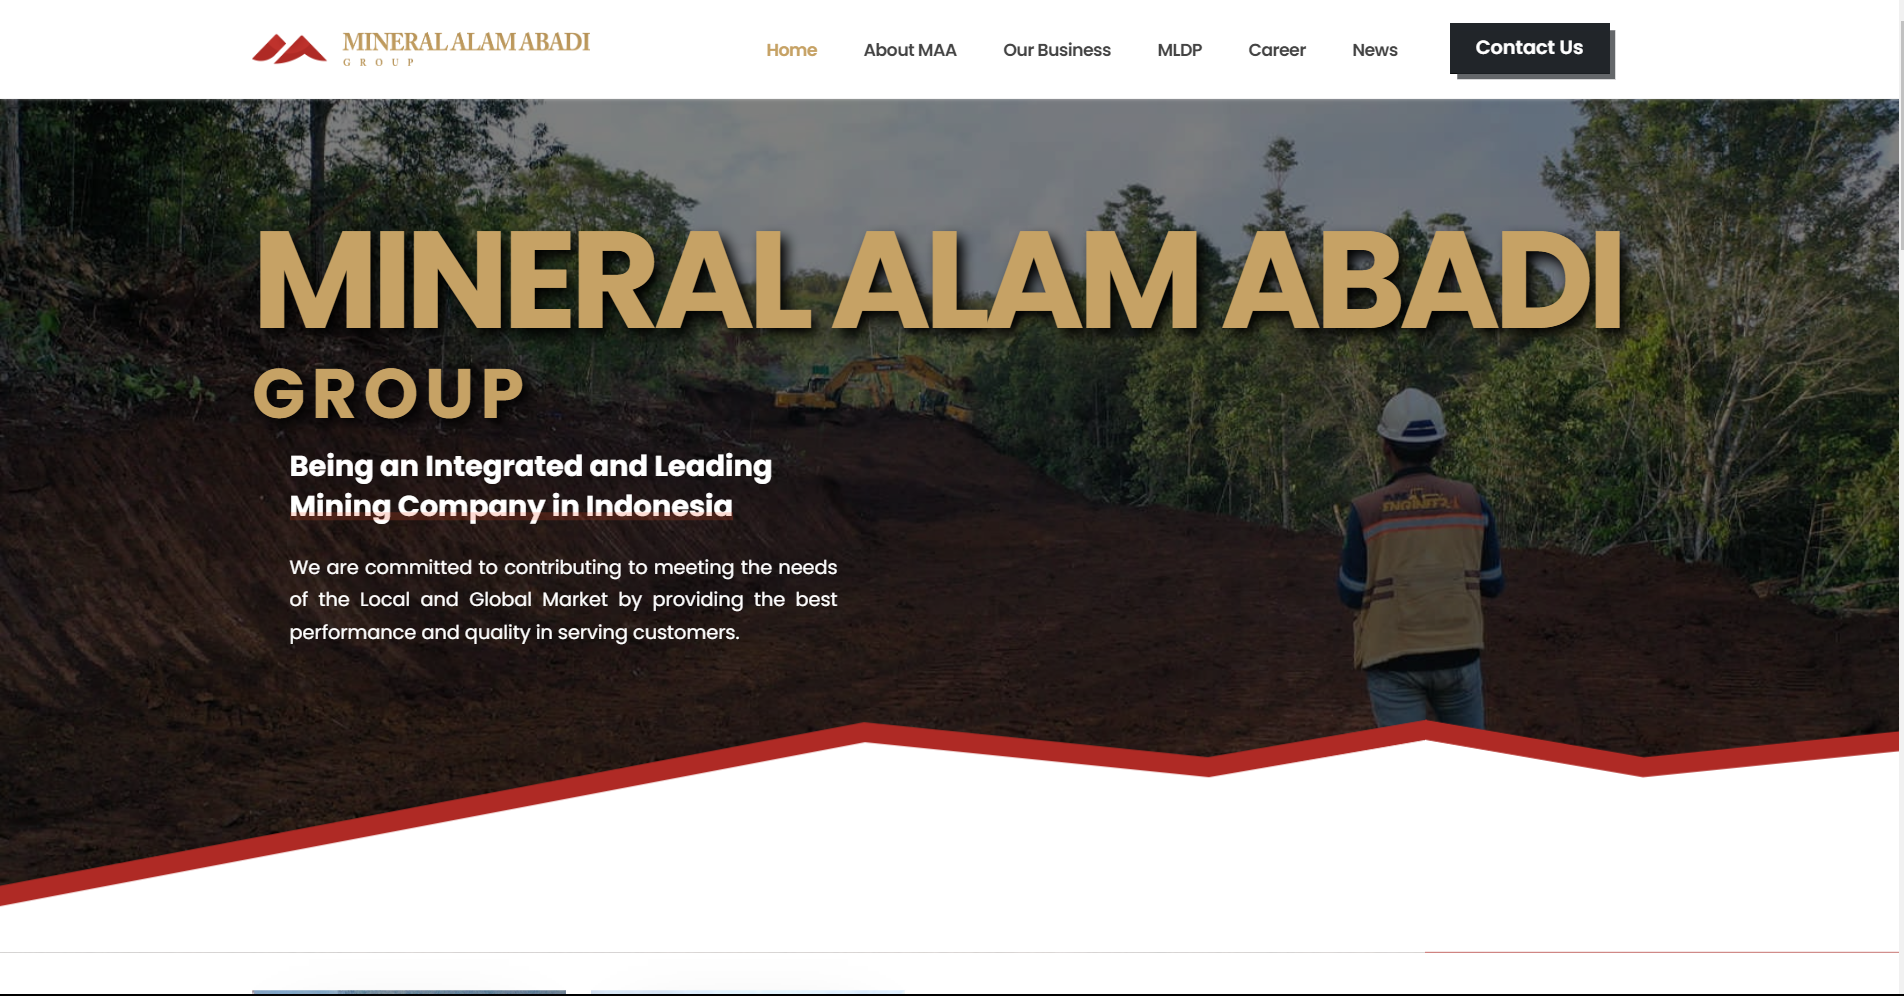 MINERAL ALAM ABADI
GROUP
Home
About MAA
Our Business
MLDP
Career
News
Contact Us
MINERAL ALAM ABADI
GROUP
Being an Integrated and Leading
Mining Company in Indonesia
We are committed to contributing to meeting the needs
of the Local and Global Market by providing the best
performance and quality in serving customers.